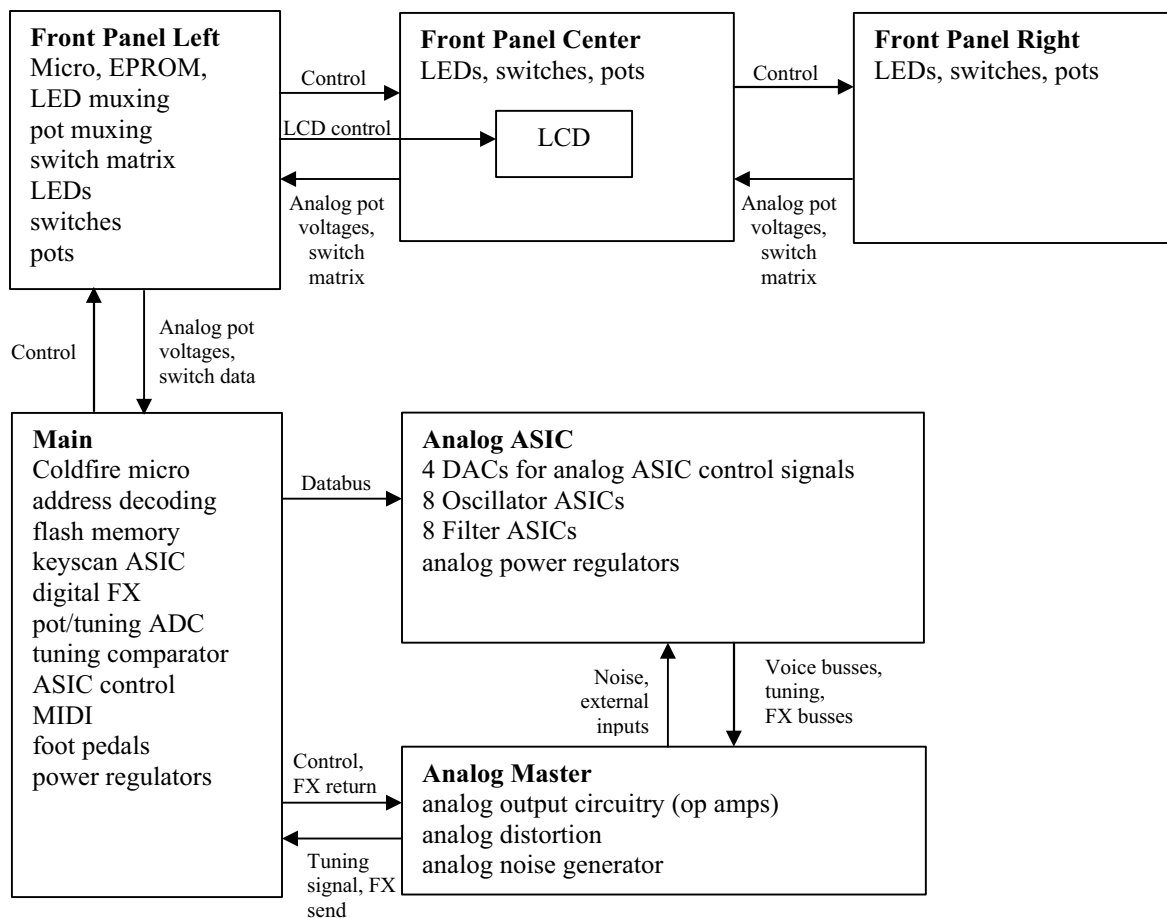 Front Panel Left
Micro, EPROM,
LED muxing
pot muxing
switch matrix
LEDs
switches
pots
Control
LCD control
Analog pot
voltages,
switch
matrix
Front Panel Center
LEDs, switches, pots
LCD
Control
Analog pot
voltages,
switch
matrix
Front Panel Right
LEDs, switches, pots
Control
Analog pot
voltages,
switch data
Main
Coldfire micro
address decoding
flash memory
keyscan ASIC
digital FX
pot/tuning ADC
tuning comparator
ASIC control
MIDI
foot pedals
power regulators
Databus
Analog ASIC
4 DACs for analog ASIC control signals
8 Oscillator ASICs
8 Filter ASICs
analog power regulators
Noise,
external
inputs
Voice busses,
tuning,
FX busses
Control,
FX return
Tuning
signal, FX
send
Analog Master
analog output circuitry (op amps)
analog distortion
analog noise generator